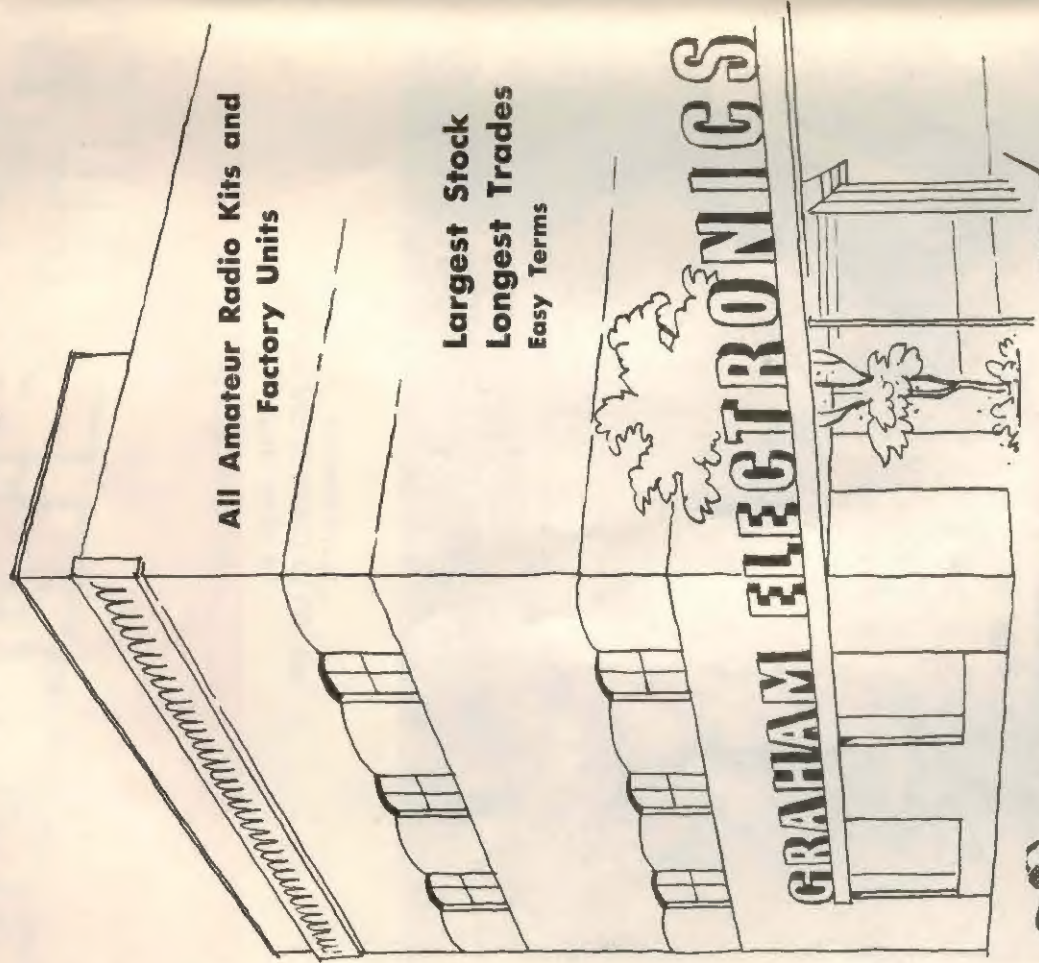 All Amateur Radio Kits and
Factory Units
Largest Stock
Longest Trades
Easy Terms
GRAHAM ELECTRONICS